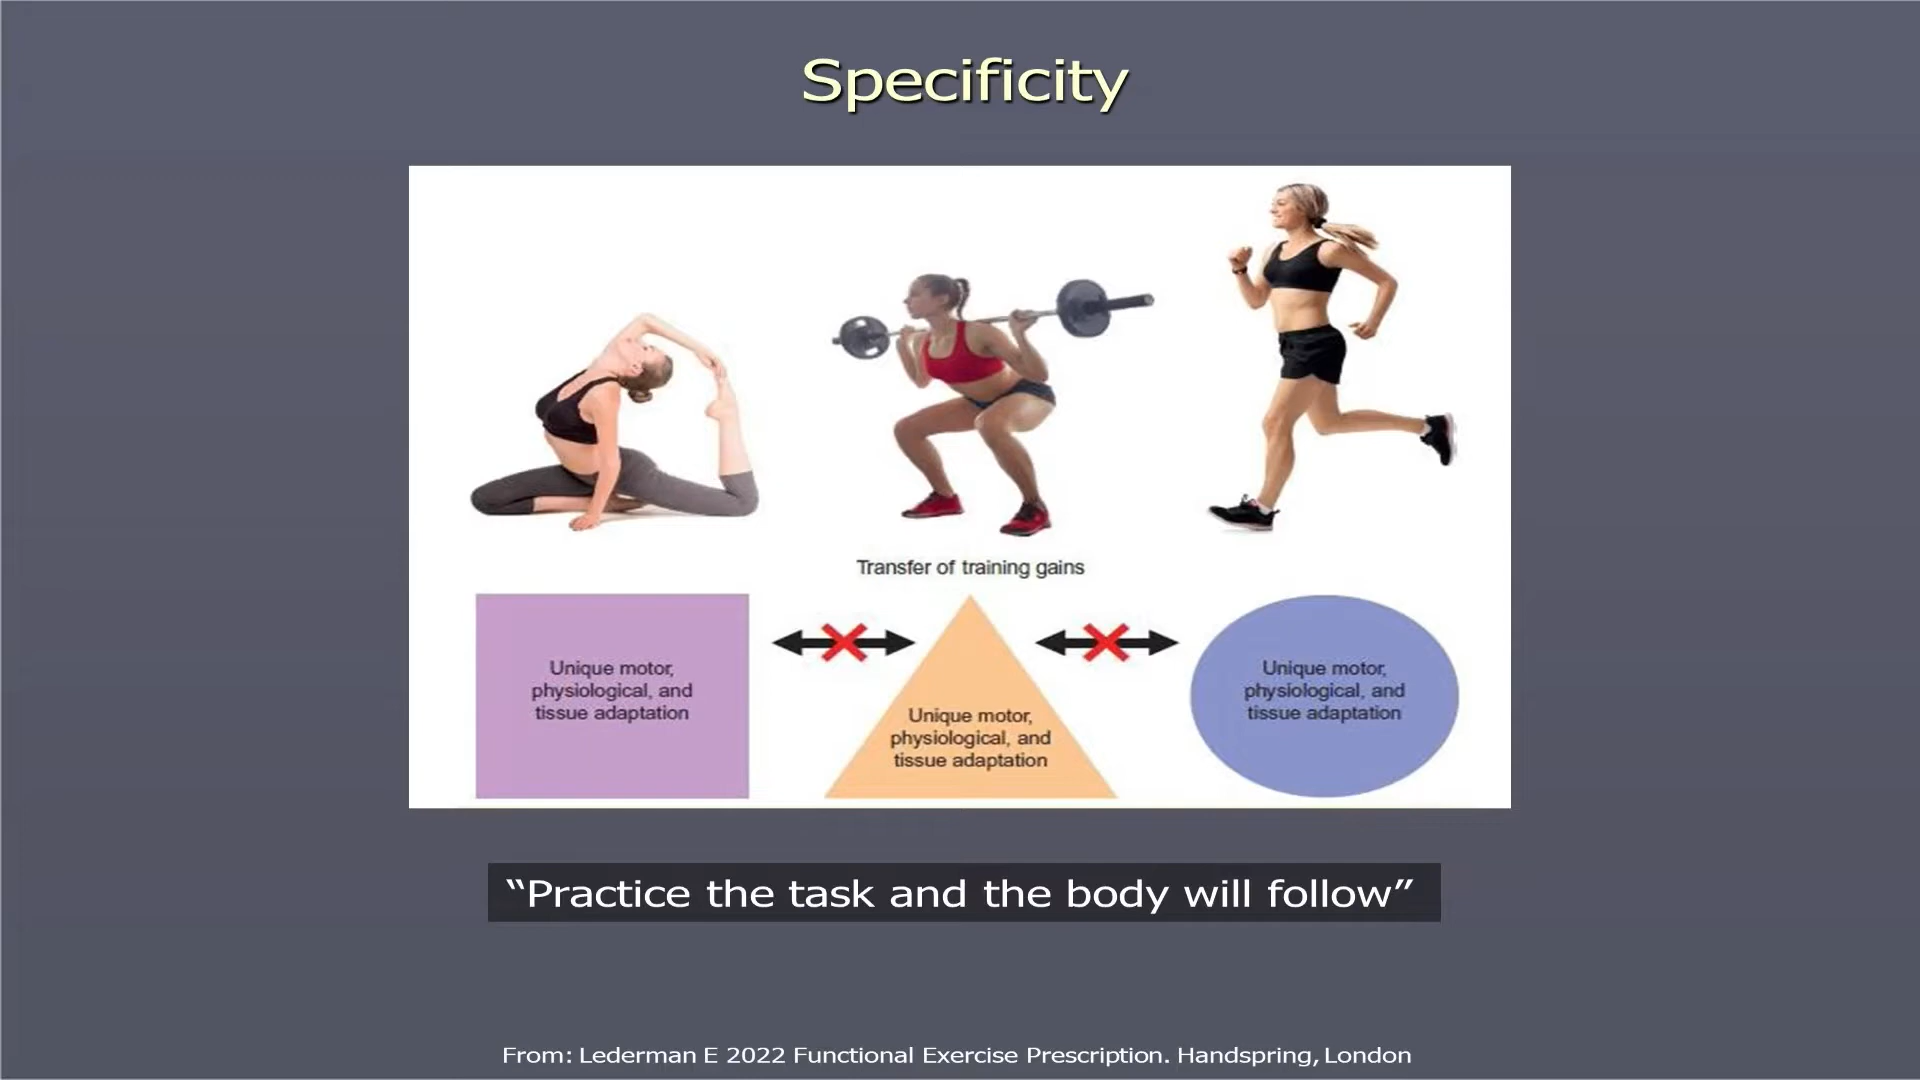 Specificity
Transfer of training gains
Unique motor,
physiological, and
tissue adaptation
Unique motor,
physiological, and
tissue adaptation
Unique motor,
physiological, and
tissue adaptation
“Practice the task and the body will follow”
From: Lederman E 2022 Functional Exercise Prescription. Handspring, London